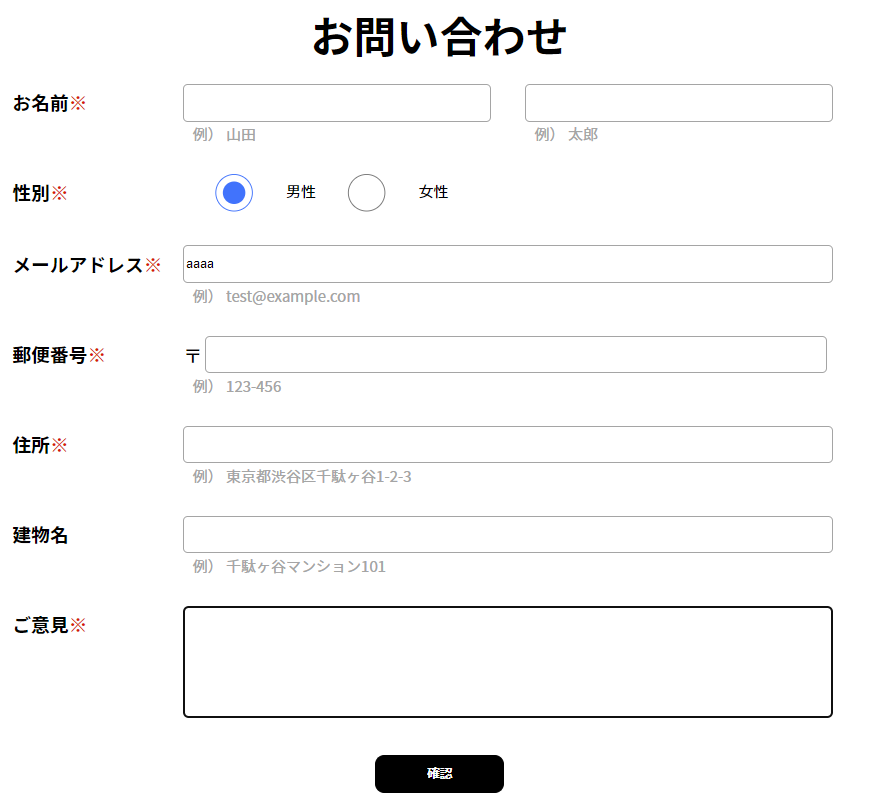 お問い合わせ
お名前※
例） 山田
例） 太郎
性別※
男性
女性
メールアドレス※
aaaa
例） test@example.com
郵便番号※
〒
例） 123-456
住所※
例） 東京都渋谷区千駄ヶ谷1-2-3
建物名
例） 千駄ヶ谷マンション101
ご意見※
確認